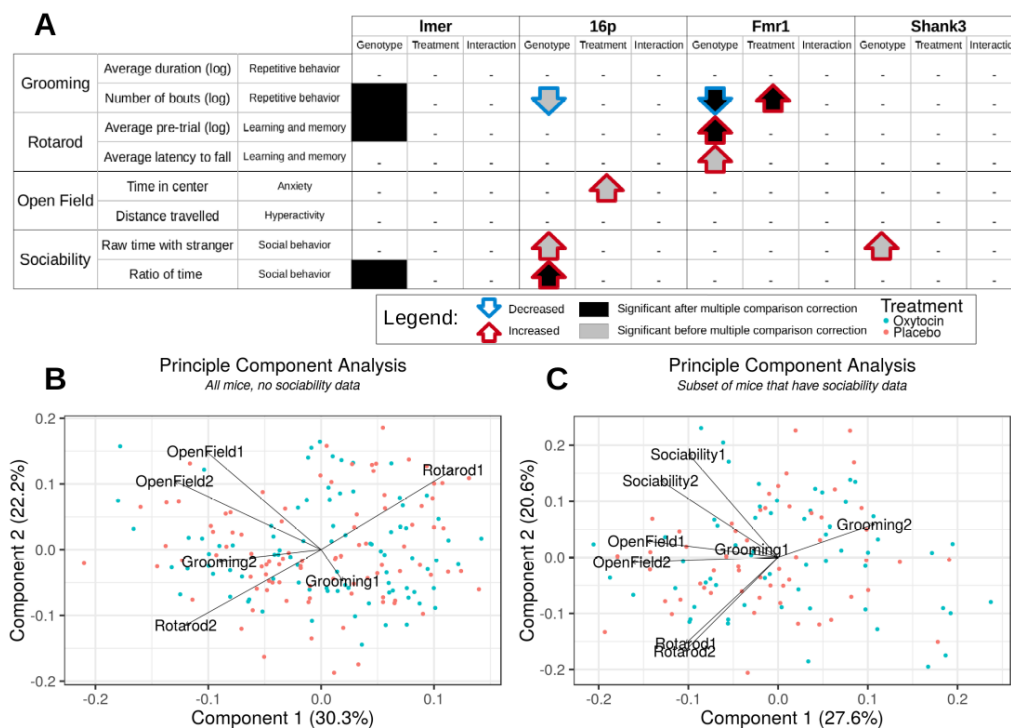 A
Imer 16p Fmr1 Shank3
Genotype Treatment Interaction Genotype Treatment Interaction Genotype Treatment Interaction Genotype Treatment Interaction
Grooming
Average duration (log) Repetitive behavior - - - - - - - - - - - -
Number of bouts (log) Repetitive behavior - - - - - - - -
Rotarod
Average pre-trial (log) Learning and memory - - - - - - - - - -
Average latency to fall Learning and memory - - - - - - - - - - -
Open Field
Time in center Anxiety - - - - - - - - - - -
Distance travelled Hyperactivity - - - - - - - - - - - -
Sociability
Raw time with stranger Social behavior - - - - - - - - - -
Ratio of time Social behavior - - - - - - - - - -
Legend:
Decreased
Increased
Significant after multiple comparison correction
Significant before multiple comparison correction
Treatment
Oxytocin
Placebo
B
Principle Component Analysis
All mice, no sociability data
Component 2 (22.2%)
0.2
0.1
0.0
-0.1
-0.2
OpenField1
OpenField2
Rotarod1
Grooming2
Grooming1
Rotarod2
-0.2 -0.1 0.0 0.1
Component 1 (30.3%)
C
Principle Component Analysis
Subset of mice that have sociability data
Component 2 (20.6%)
0.2
0.1
0.0
-0.1
-0.2
Sociability1
Sociability2
Grooming2
OpenField1
Grooming1
OpenField2
Rotarod1
Rotarod2
-0.2 -0.1 0.0 0.1 0.2
Component 1 (27.6%)